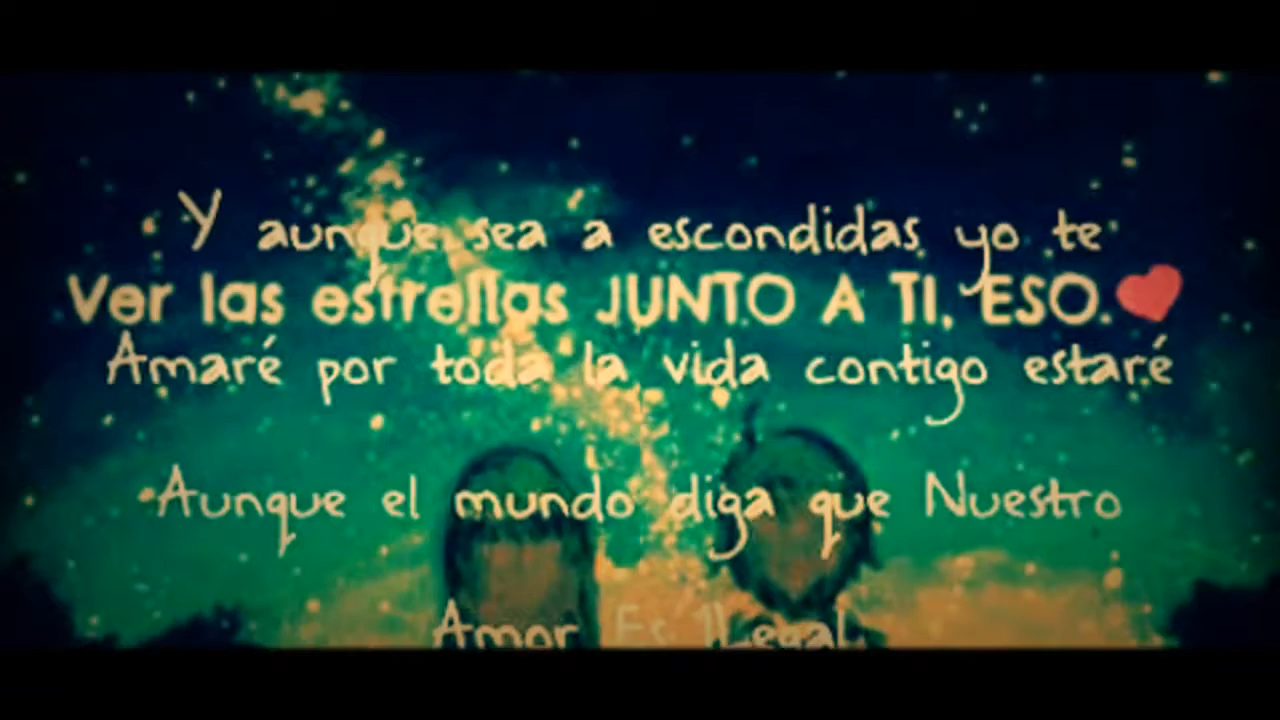 Y aunque sea a escondidas yo te
Ver las estrellas JUNTO A TI, ESO.
Amaré por toda la vida contigo estaré
Aunque el mundo diga que Nuestro
Amor Es ILegal